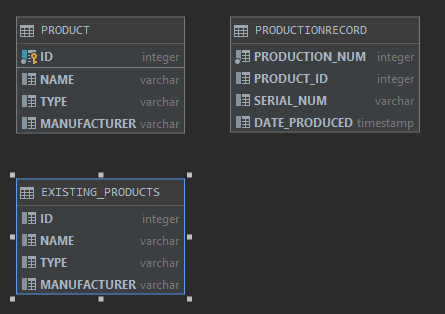 PRODUCT
ID integer
NAME varchar
TYPE varchar
MANUFACTURER varchar
PRODUCTIONRECORD
PRODUCTION_NUM integer
PRODUCT_ID integer
SERIAL_NUM varchar
DATE_PRODUCED timestamp
EXISTING_PRODUCTS
ID integer
NAME varchar
TYPE varchar
MANUFACTURER varchar